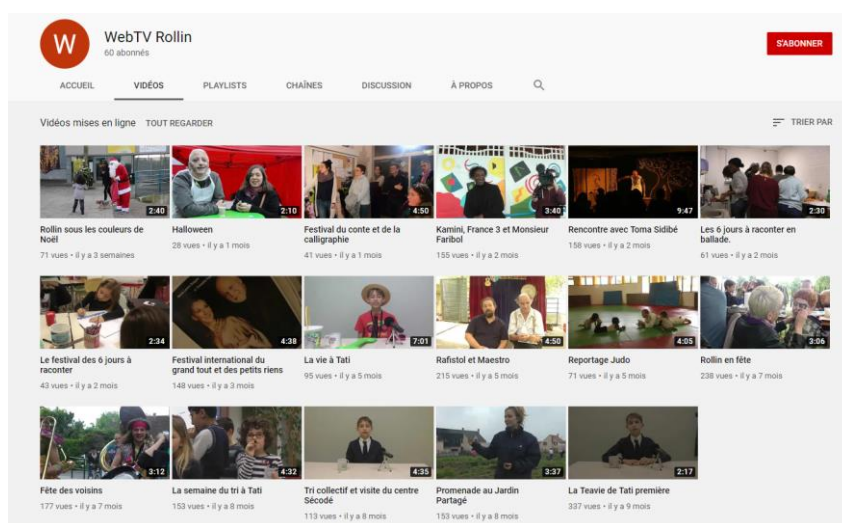 W
WebTV Rollin
60 abonnés
S'ABONNER
ACCUEIL VIDÉOS PLAYLISTS CHAÎNES DISCUSSION À PROPOS
Vidéos mises en ligne TOUT REGARDER TRIER PAR
2:40
Rollin sous les couleurs de
Noël
71 vues • il y a 3 semaines
2:10
Halloween
28 vues • il y a 1 mois
4:50
Festival du conte et de la
calligraphie
41 vues • il y a 1 mois
3:40
Kamini, France 3 et Monsieur
Faribol
155 vues • il y a 2 mois
9:47
Rencontre avec Toma Sidibé
158 vues • il y a 2 mois
2:30
Les 6 jours à raconter en
ballade.
61 vues • il y a 2 mois
2:34
Le festival des 6 jours à
raconter
43 vues • il y a 2 mois
4:38
Festival international du
grand tout et des petits riens
148 vues • il y a 3 mois
7:01
La vie à Tati
95 vues • il y a 5 mois
4:50
Rafistol et Maestro
215 vues • il y a 5 mois
4:05
Reportage Judo
71 vues • il y a 5 mois
3:06
Rollin en fête
238 vues • il y a 7 mois
3:12
Fête des voisins
177 vues • il y a 7 mois
4:32
La semaine du tri à Tati
153 vues • il y a 8 mois
4:35
Tri collectif et visite du centre
Sécodé
113 vues • il y a 8 mois
3:37
Promenade au Jardin
Partagé
153 vues • il y a 8 mois
2:17
La Teavie de Tati première
337 vues • il y a 9 mois